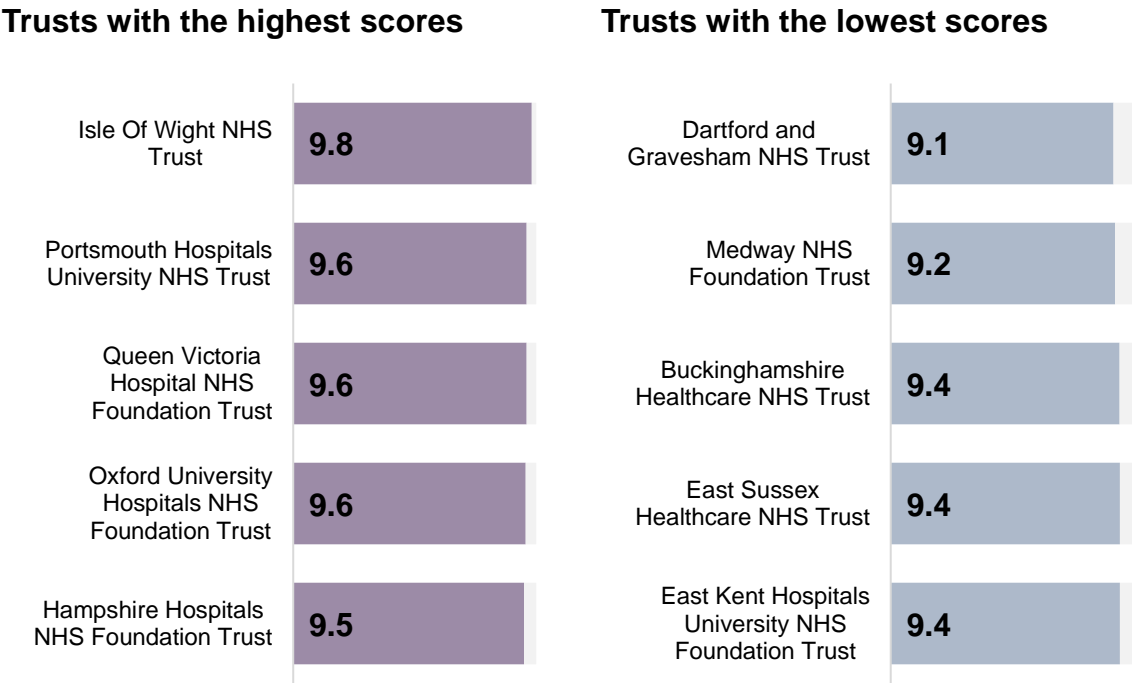 Trusts with the highest scores
Isle Of Wight NHS
Trust
9.8
Portsmouth Hospitals
University NHS Trust
9.6
Queen Victoria
Hospital NHS
Foundation Trust
9.6
Oxford University
Hospitals NHS
Foundation Trust
9.6
Hampshire Hospitals
NHS Foundation Trust
9.5
Trusts with the lowest scores
Dartford and
Gravesham NHS Trust
9.1
Medway NHS
Foundation Trust
9.2
Buckinghamshire
Healthcare NHS Trust
9.4
East Sussex
Healthcare NHS Trust
9.4
East Kent Hospitals
University NHS
Foundation Trust
9.4